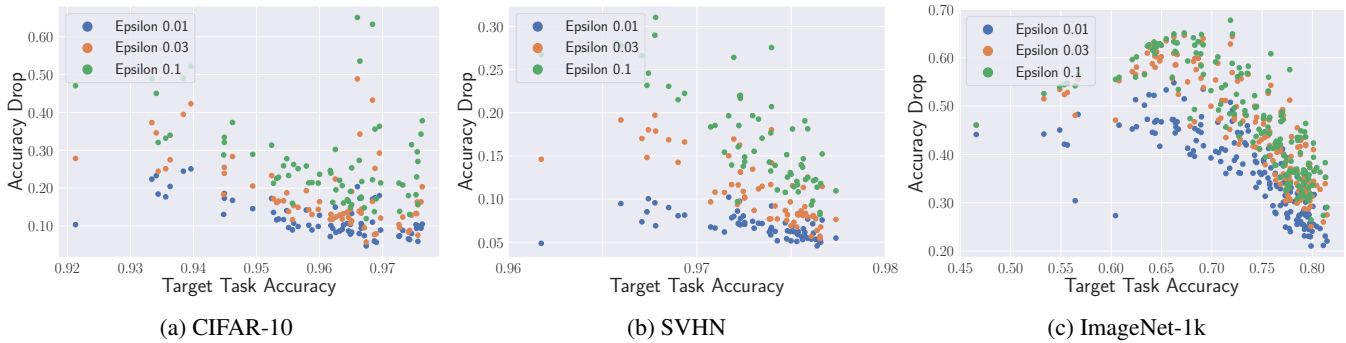 Accuracy Drop
0.60
0.50
0.40
0.30
0.20
0.10
Epsilon 0.01
Epsilon 0.03
Epsilon 0.1
0.92
0.93
0.94
0.95
0.96
0.97
Target Task Accuracy
(a) CIFAR-10
Accuracy Drop
0.30
0.25
0.20
0.15
0.10
0.05
Epsilon 0.01
Epsilon 0.03
Epsilon 0.1
0.96
0.97
0.98
Target Task Accuracy
(b) SVHN
Accuracy Drop
0.70
0.60
0.50
0.40
0.30
0.20
Epsilon 0.01
Epsilon 0.03
Epsilon 0.1
0.45
0.50
0.55
0.60
0.65
0.70
0.75
0.80
Target Task Accuracy
(c) ImageNet-1k